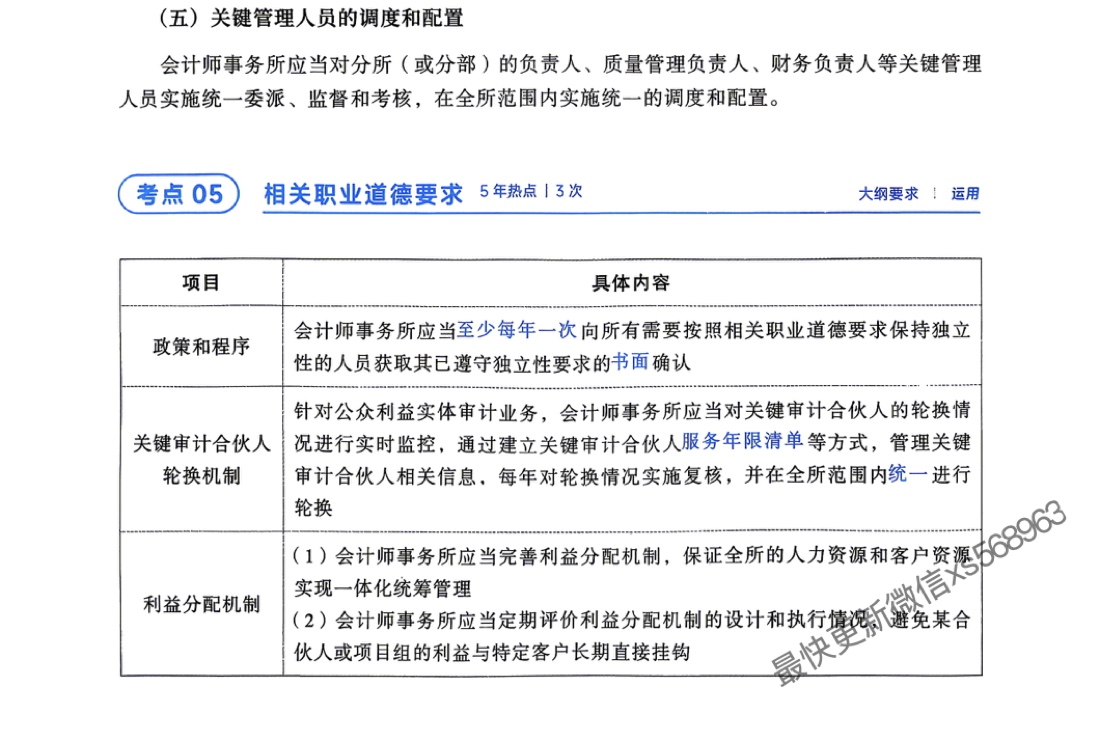 （五）关键管理人员的调度和配置
会计师事务所应当对分所（或分部）的负责人、质量管理负责人、财务负责人等关键管理
人员实施统一委派、监督和考核，在全所范围内实施统一的调度和配置。
考点 05 相关职业道德要求 5 年热点 | 3 次 大纲要求 ┆ 运用
项目 具体内容
政策和程序
会计师事务所应当至少每年一次向所有需要按照相关职业道德要求保持独立
性的人员获取其已遵守独立性要求的书面确认
关键审计合伙人
轮换机制
针对公众利益实体审计业务，会计师事务所应当对关键审计合伙人的轮换情
况进行实时监控，通过建立关键审计合伙人服务年限清单等方式，管理关键
审计合伙人相关信息，每年对轮换情况实施复核，并在全所范围内统一进行
轮换
利益分配机制
（1）会计师事务所应当完善利益分配机制，保证全所的人力资源和客户资源
实现一体化统筹管理
（2）会计师事务所应当定期评价利益分配机制的设计和执行情况，避免某合
伙人或项目组的利益与特定客户长期直接挂钩
最快更新微信xs568963